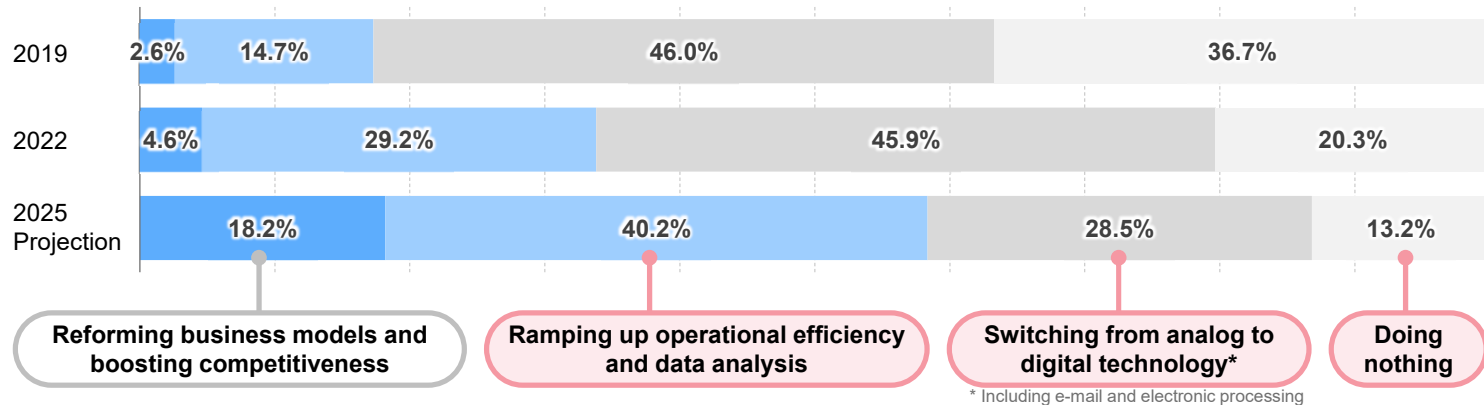 2019
2.6%
14.7%
46.0%
36.7%
2022
4.6%
29.2%
45.9%
20.3%
2025
Projection
18.2%
40.2%
28.5%
13.2%
Reforming business models and
boosting competitiveness
Ramping up operational efficiency
and data analysis
Switching from analog to
digital technology*
Doing
nothing
* Including e-mail and electronic processing